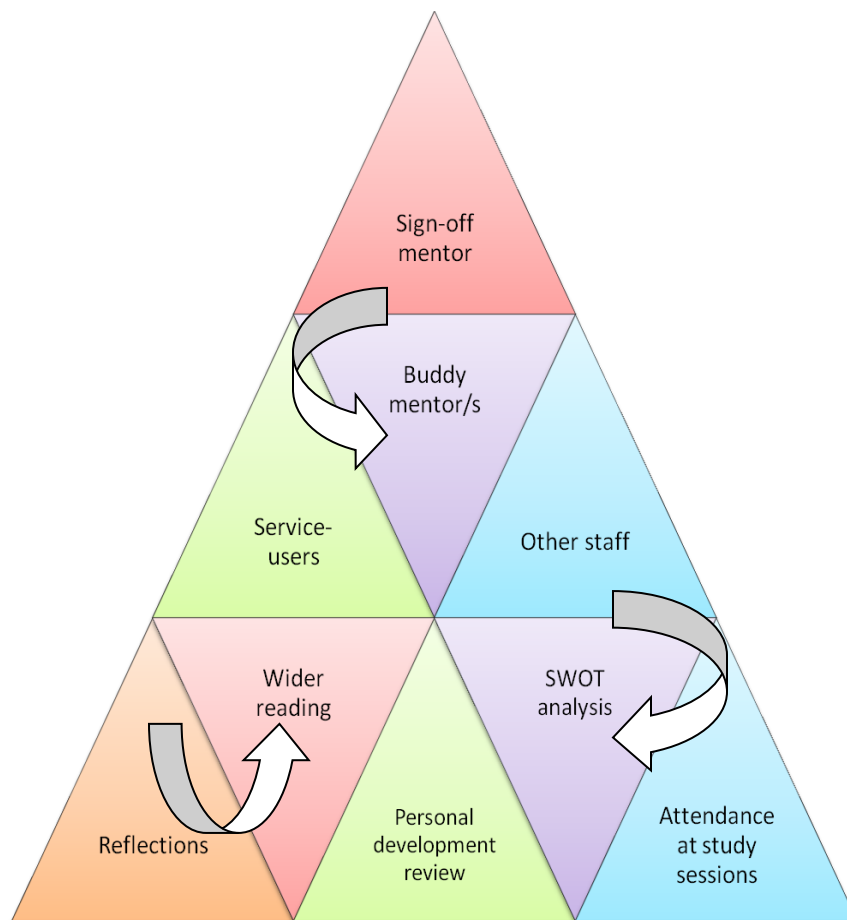 Sign-off
mentor
Buddy
mentor/s
Service-
users
Other staff
Wider
reading
SWOT
analysis
Reflections
Personal
development
review
Attendance
at study
sessions